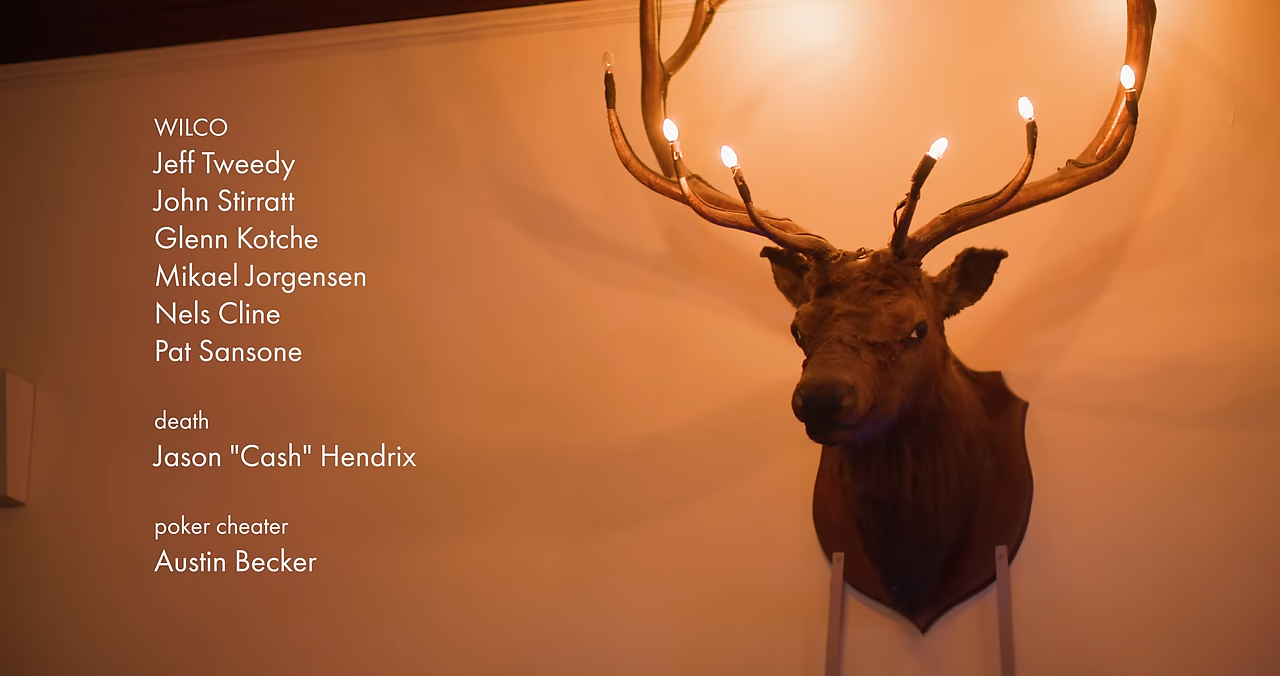 WILCO
Jeff Tweedy
John Stirratt
Glenn Kotche
Mikael Jorgensen
Nels Cline
Pat Sansone
death
Jason "Cash" Hendrix
poker cheater
Austin Becker